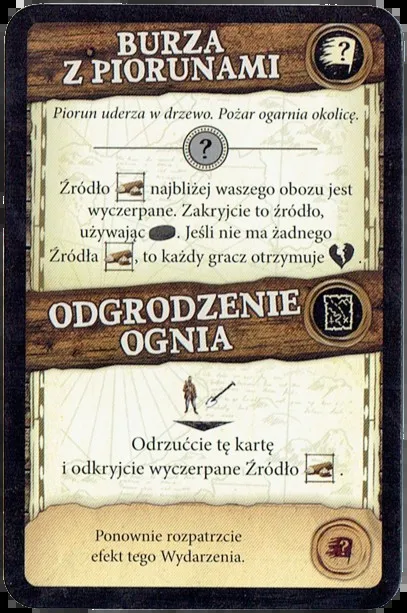 BURZA
Z PIORUNAMI
?
Piorun uderza w drzewo. Pożar ogarnia okolicę.
?
Źródło najbliżej waszego obozu jest
wyczerpane. Zakryjcie to źródło,
używając . Jeśli nie ma żadnego
Źródła , to każdy gracz otrzymuje .
ODGRODZENIE
OGNIA
Odrzućcie tę kartę
i odkryjcie wyczerpane Źródło .
Ponownie rozpatrzcie
efekt tego Wydarzenia.
?